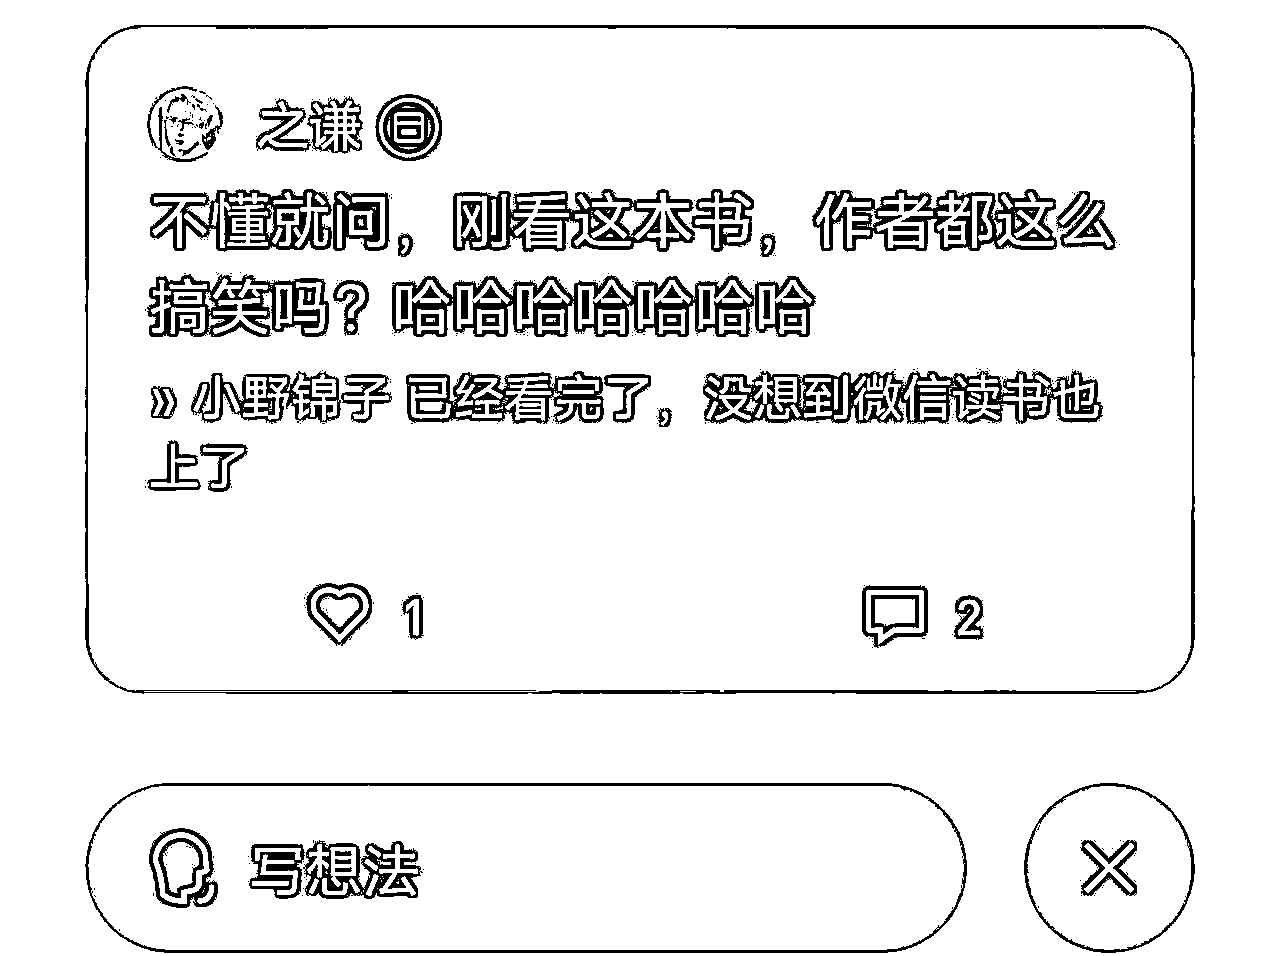 之谦
不懂就问，刚看这本书，作者都这么
搞笑吗？哈哈哈哈哈哈哈
» 小野锦子 已经看完了，没想到微信读书也
上了
1
2
写想法